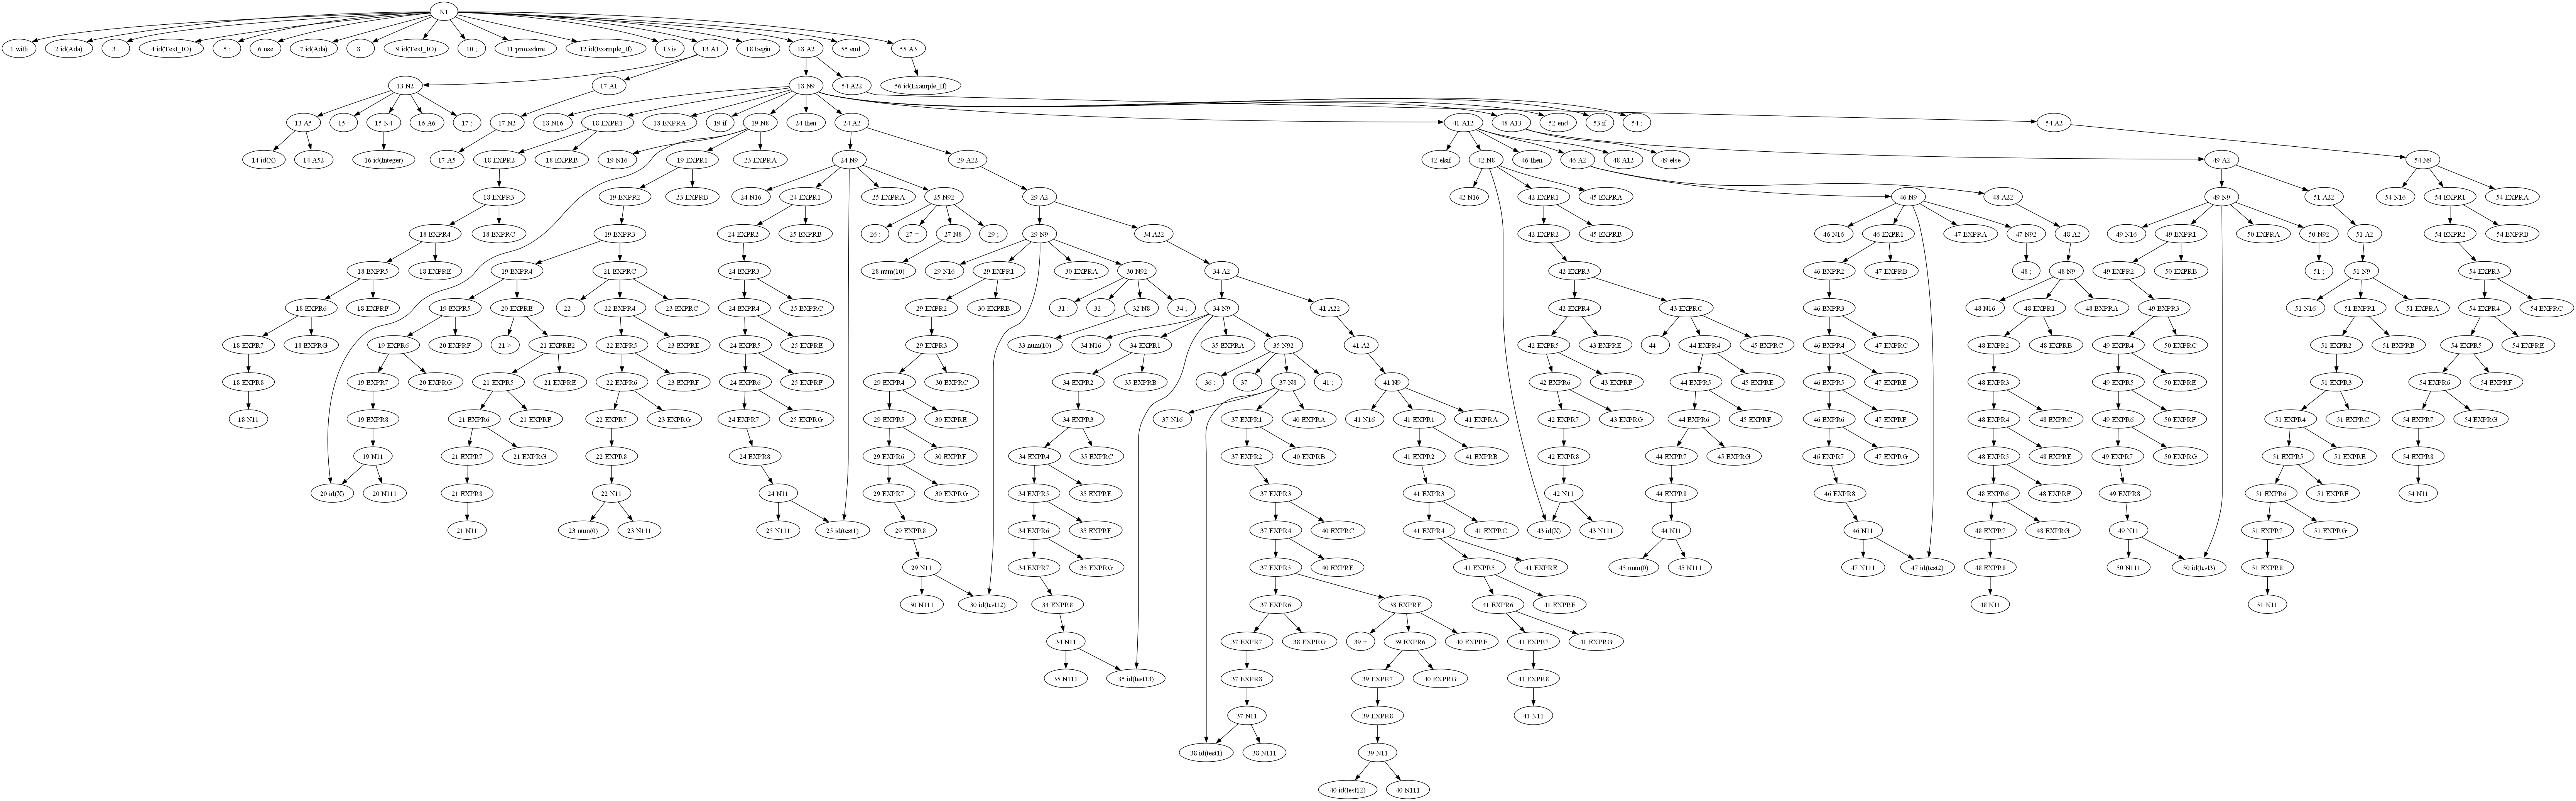 N1
1 with
2 id(Ada)
3 .
4 id(Text_IO)
5 ;
6 use
7 id(Ada)
8 .
9 id(Text_IO)
10 ;
11 procedure
12 id(Example_If)
13 is
13 A1
18 begin
18 A2
55 end
55 A3
13 N2
17 A1
18 N9
54 A22
56 id(Example_If)
13 A5
15 :
15 N4
16 A6
17 ;
17 N2
18 N16
18 EXPR1
18 EXPRA
19 if
19 N8
24 then
24 A2
41 A12
48 A13
52 end
53 if
54 ;
54 A2
14 id(X)
14 A52
16 id(Integer)
17 A5
18 EXPR2
18 EXPRB
19 N16
19 EXPR1
23 EXPRA
24 N9
29 A22
42 elsif
42 N8
46 then
46 A2
48 A12
49 else
49 A2
54 N9
18 EXPR3
19 EXPR2
23 EXPRB
24 N16
24 EXPR1
25 EXPRA
25 N92
29 A2
42 N16
42 EXPR1
45 EXPRA
46 N9
48 A22
49 N9
51 A22
54 N16
54 EXPR1
54 EXPRA
18 EXPR4
18 EXPRC
19 EXPR3
24 EXPR2
25 EXPRB
26 :
27 =
27 N8
29 ;
29 N9
34 A22
42 EXPR2
45 EXPRB
46 N16
46 EXPR1
47 EXPRA
47 N92
48 A2
49 N16
49 EXPR1
50 EXPRA
50 N92
51 A2
54 EXPR2
54 EXPRB
18 EXPR5
18 EXPRE
19 EXPR4
21 EXPRC
24 EXPR3
28 num(10)
29 N16
29 EXPR1
30 EXPRA
30 N92
34 A2
42 EXPR3
46 EXPR2
47 EXPRB
48 ;
48 N9
49 EXPR2
50 EXPRB
51 ;
51 N9
54 EXPR3
18 EXPR6
18 EXPRF
19 EXPR5
20 EXPRE
22 =
22 EXPR4
23 EXPRC
24 EXPR4
25 EXPRC
29 EXPR2
30 EXPRB
31 :
32 =
32 N8
34 ;
34 N9
41 A22
42 EXPR4
43 EXPRC
46 EXPR3
48 N16
48 EXPR1
48 EXPRA
49 EXPR3
51 N16
51 EXPR1
51 EXPRA
54 EXPR4
54 EXPRC
18 EXPR7
18 EXPRG
19 EXPR6
20 EXPRF
21 >
21 EXPRE2
22 EXPR5
23 EXPRE
24 EXPR5
25 EXPRE
29 EXPR3
33 num(10)
34 N16
34 EXPR1
35 EXPRA
35 N92
41 A2
42 EXPR5
43 EXPRE
44 =
44 EXPR4
45 EXPRC
46 EXPR4
47 EXPRC
48 EXPR2
48 EXPRB
49 EXPR4
50 EXPRC
51 EXPR2
51 EXPRB
54 EXPR5
54 EXPRE
18 EXPR8
19 EXPR7
20 EXPRG
21 EXPR5
21 EXPRE
22 EXPR6
23 EXPRF
24 EXPR6
25 EXPRF
29 EXPR4
30 EXPRC
34 EXPR2
35 EXPRB
36 :
37 =
37 N8
41 ;
41 N9
42 EXPR6
43 EXPRF
44 EXPR5
45 EXPRE
46 EXPR5
47 EXPRE
48 EXPR3
49 EXPR5
50 EXPRE
51 EXPR3
54 EXPR6
54 EXPRF
18 N11
19 EXPR8
21 EXPR6
21 EXPRF
22 EXPR7
23 EXPRG
24 EXPR7
25 EXPRG
29 EXPR5
30 EXPRE
34 EXPR3
37 N16
37 EXPR1
40 EXPRA
41 N16
41 EXPR1
41 EXPRA
42 EXPR7
43 EXPRG
44 EXPR6
45 EXPRF
46 EXPR6
47 EXPRF
48 EXPR4
48 EXPRC
49 EXPR6
50 EXPRF
51 EXPR4
51 EXPRC
54 EXPR7
54 EXPRG
19 N11
21 EXPR7
21 EXPRG
22 EXPR8
24 EXPR8
29 EXPR6
30 EXPRF
34 EXPR4
35 EXPRC
37 EXPR2
40 EXPRB
41 EXPR2
41 EXPRB
42 EXPR8
44 EXPR7
45 EXPRG
46 EXPR7
47 EXPRG
48 EXPR5
48 EXPRE
49 EXPR7
50 EXPRG
51 EXPR5
51 EXPRE
54 EXPR8
20 id(X)
20 N111
21 EXPR8
22 N11
24 N11
29 EXPR7
30 EXPRG
34 EXPR5
35 EXPRE
37 EXPR3
41 EXPR3
42 N11
44 EXPR8
46 EXPR8
48 EXPR6
48 EXPRF
49 EXPR8
51 EXPR6
51 EXPRF
54 N11
21 N11
23 num(0)
23 N111
25 N111
25 id(test1)
29 EXPR8
34 EXPR6
35 EXPRF
37 EXPR4
40 EXPRC
41 EXPR4
41 EXPRC
43 id(X)
43 N111
44 N11
46 N11
48 EXPR7
48 EXPRG
49 N11
51 EXPR7
51 EXPRG
29 N11
34 EXPR7
35 EXPRG
37 EXPR5
40 EXPRE
41 EXPR5
41 EXPRE
45 num(0)
45 N111
47 N111
47 id(test2)
48 EXPR8
50 N111
50 id(test3)
51 EXPR8
30 N111
30 id(test12)
34 EXPR8
37 EXPR6
38 EXPRF
41 EXPR6
41 EXPRF
48 N11
51 N11
34 N11
37 EXPR7
38 EXPRG
39 +
39 EXPR6
40 EXPRF
41 EXPR7
41 EXPRG
35 N111
35 id(test13)
37 EXPR8
39 EXPR7
40 EXPRG
41 EXPR8
37 N11
39 EXPR8
41 N11
38 id(test1)
38 N111
39 N11
40 id(test12)
40 N111